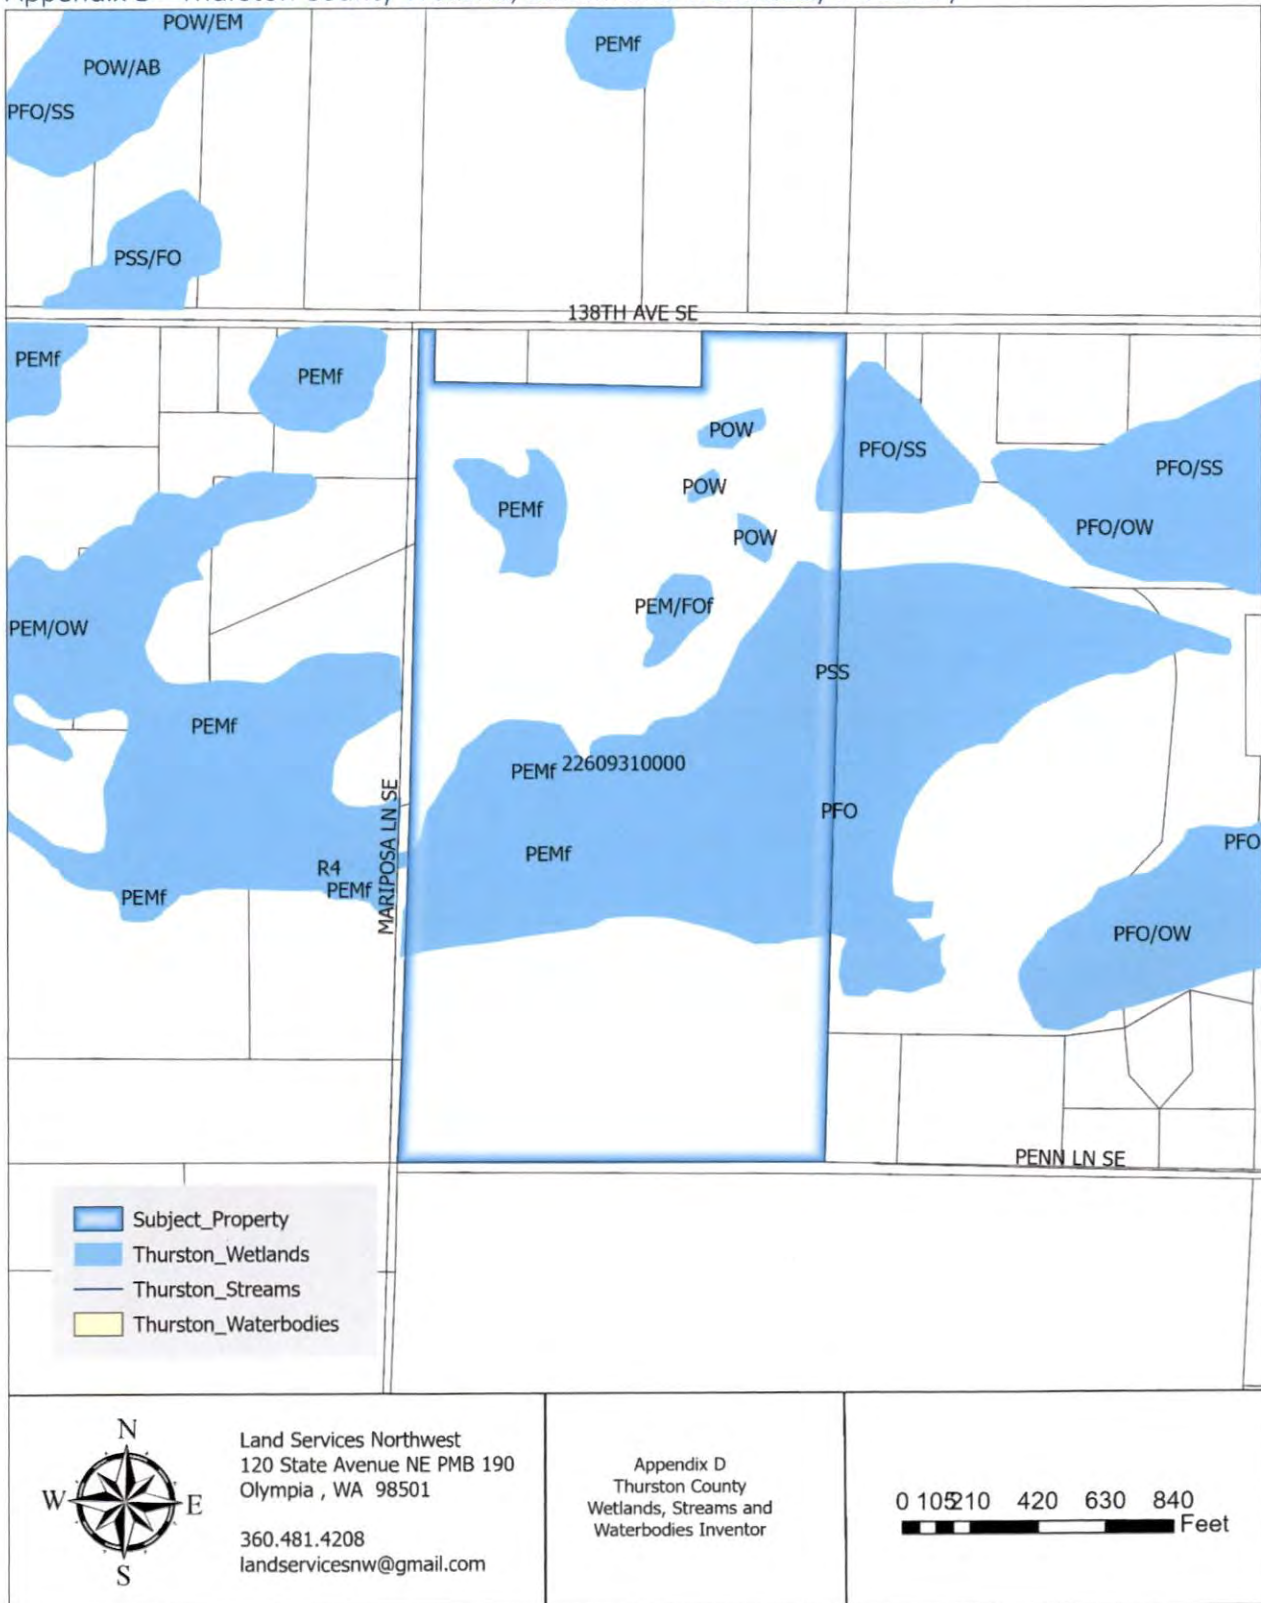 POW/EM
PEMf
POW/AB
PFO/SS
PSS/FO
138TH AVE SE
PEMf
PEMf
POW
PFO/SS
PFO/SS
POW
PEMf
PFO/OW
POW
PEM/FOf
PEM/OW
PSS
PEMf
PEMf 22609310000
MARIPOSA LN SE
PFO
PFO
PEMf
R4
PEMf
PEMf
PFO/OW
PENN LN SE
Subject_Property
Thurston_Wetlands
Thurston_Streams
Thurston_Waterbodies
N
W
E
S
Land Services Northwest
120 State Avenue NE PMB 190
Olympia , WA 98501
360.481.4208
landservicesnw@gmail.com
Appendix D
Thurston County
Wetlands, Streams and
Waterbodies Inventor
0 105 210 420 630 840
Feet